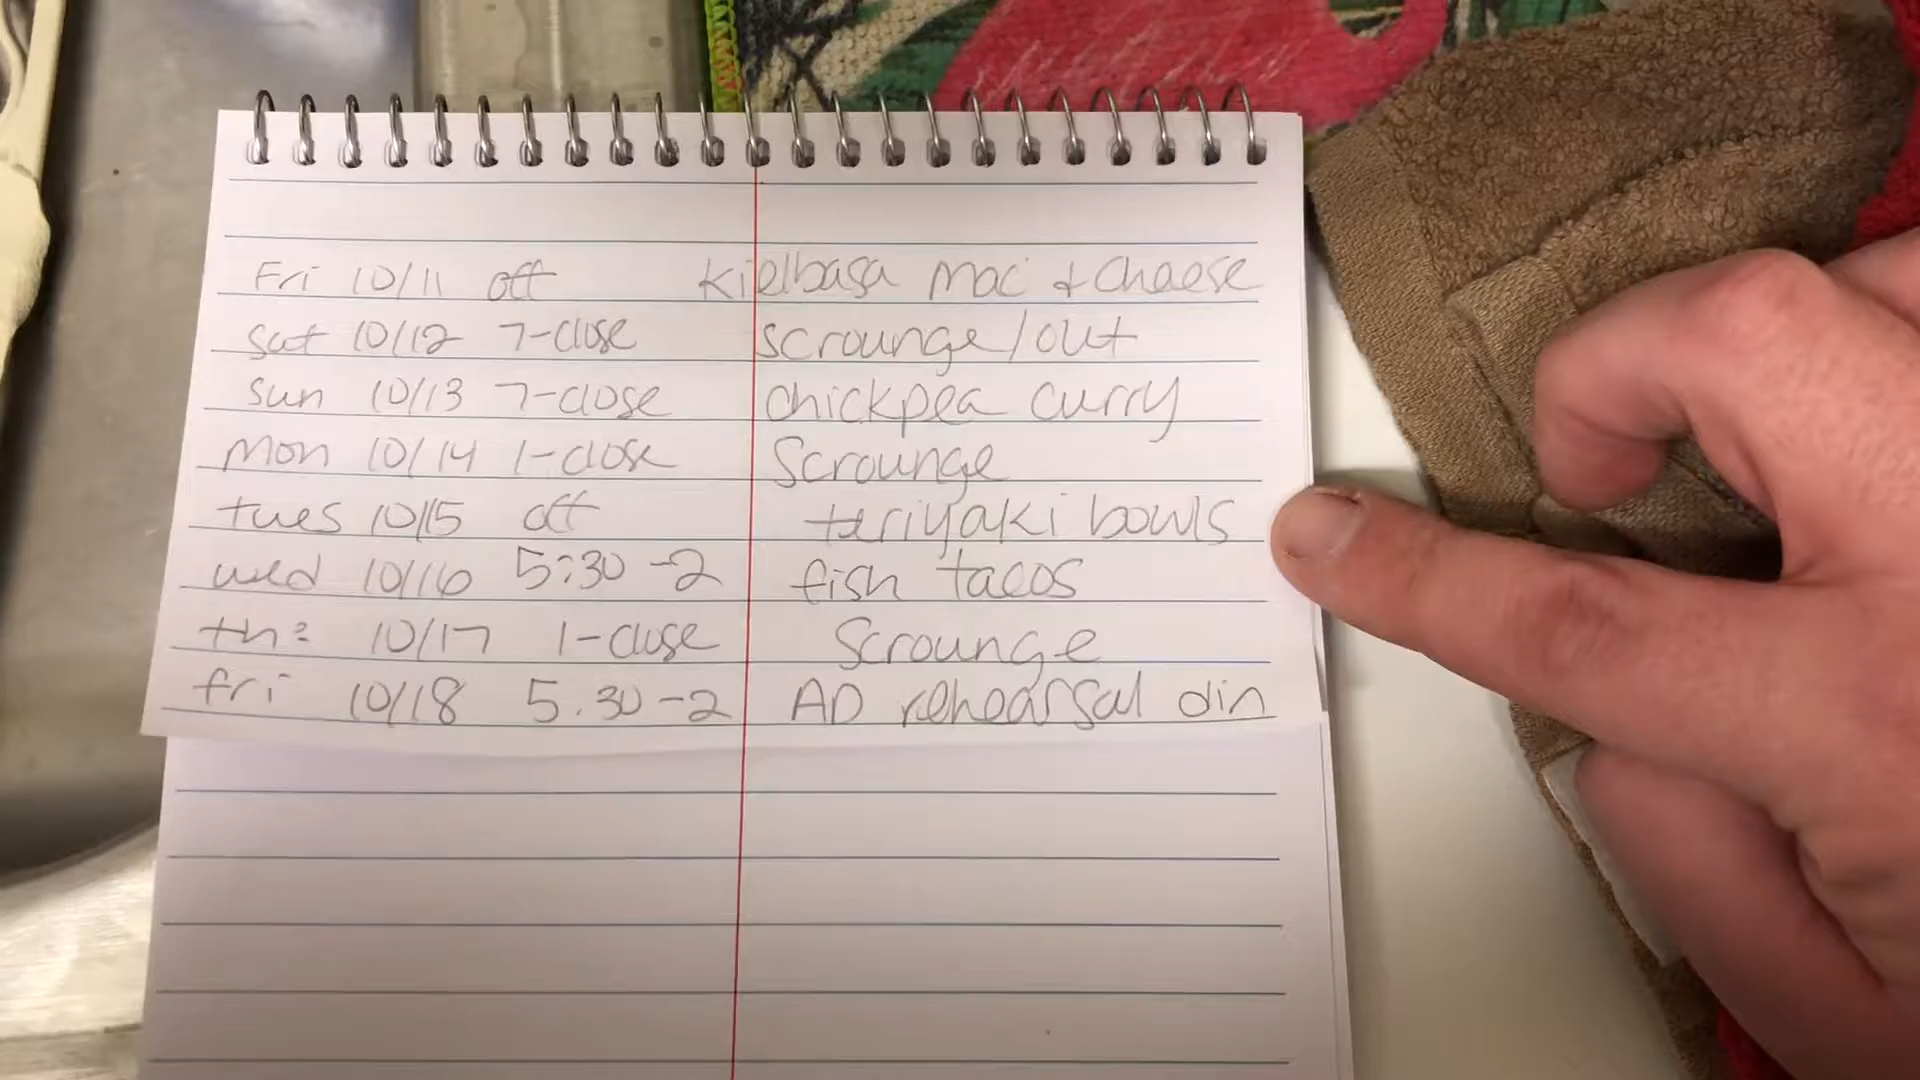 Fri 10/11 off Kielbasa mac + Cheese
sat 10/12 7-close scrounge/out
sun 10/13 7-close chickpea curry
mon 10/14 1-close Scrounge
tues 10/15 off teriyaki bowls
wed 10/16 5:30-2 fish tacos
th: 10/17 1-close Scrounge
fri 10/18 5.30-2 AD rehearsal din